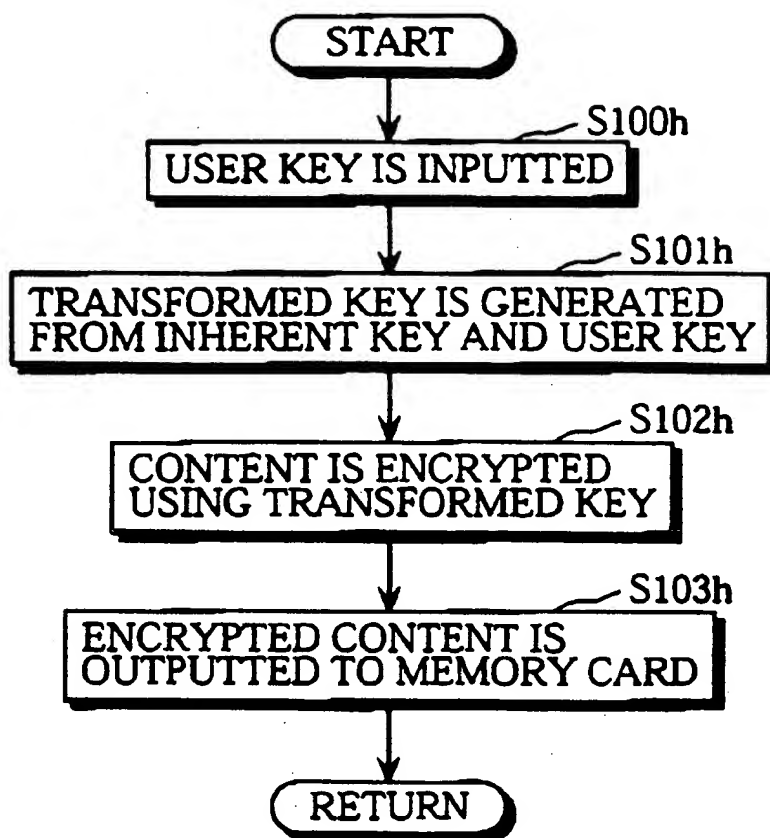 START
S100h
USER KEY IS INPUTTED
S101h
TRANSFORMED KEY IS GENERATED
FROM INHERENT KEY AND USER KEY
S102h
CONTENT IS ENCRYPTED
USING TRANSFORMED KEY
S103h
ENCRYPTED CONTENT IS
OUTPUTTED TO MEMORY CARD
RETURN